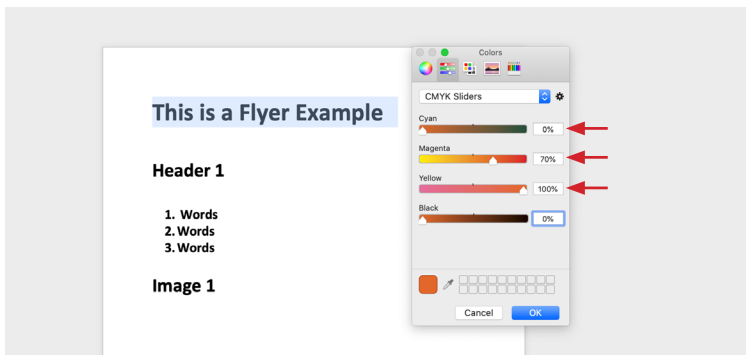 Colors
CMYK Sliders
This is a Flyer Example
Cyan
0%
Magenta
70%
Header 1
Yellow
100%
Black
0%
1. Words
2. Words
3. Words
Image 1
Cancel OK